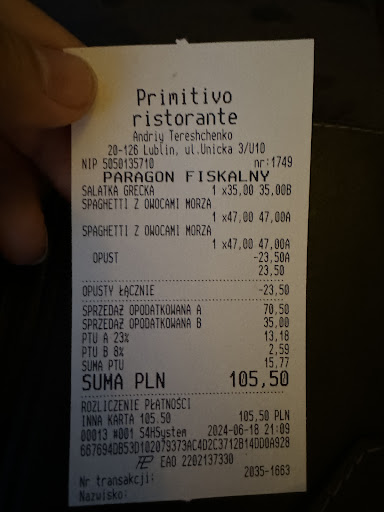 Primitivo
ristorante
Andriy Tereshchenko
20-126 Lublin, ul.Unicka 3/U10
NIP 5050135710 nr:1749
PARAGON FISKALNY
SAŁATKA GRECKA 1 x35,00 35,00B
SPAGHETTI Z OWOCAMI MORZA
1 x47,00 47,00A
SPAGHETTI Z OWOCAMI MORZA
1 x47,00 47,00A
OPUST -23,50A
23,50
OPUSTY ŁĄCZNIE -23,50
SPRZEDAŻ OPODATKOWANA A 70,50
SPRZEDAŻ OPODATKOWANA B 35,00
PTU A 23% 13,18
PTU B 8% 2,59
SUMA PTU 15,77
SUMA PLN 105,50
ROZLICZENIE PŁATNOŚCI
INNA KARTA 105.50 105,50 PLN
00013 #001 S4HSystem 2024-06-18 21:09
667694DB53D102079373AC4D2C3712B14DD0A928
EAO 2202137330
Nr transakcji: 2035-1663
Nazwisko: